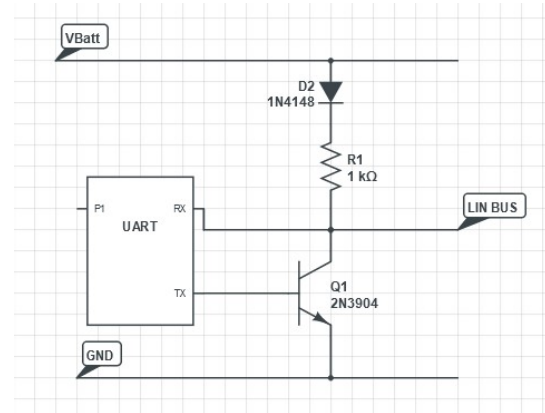 VBatt
D2
1N4148
R1
1 kΩ
P1
RX
UART
LIN BUS
TX
Q1
2N3904
GND